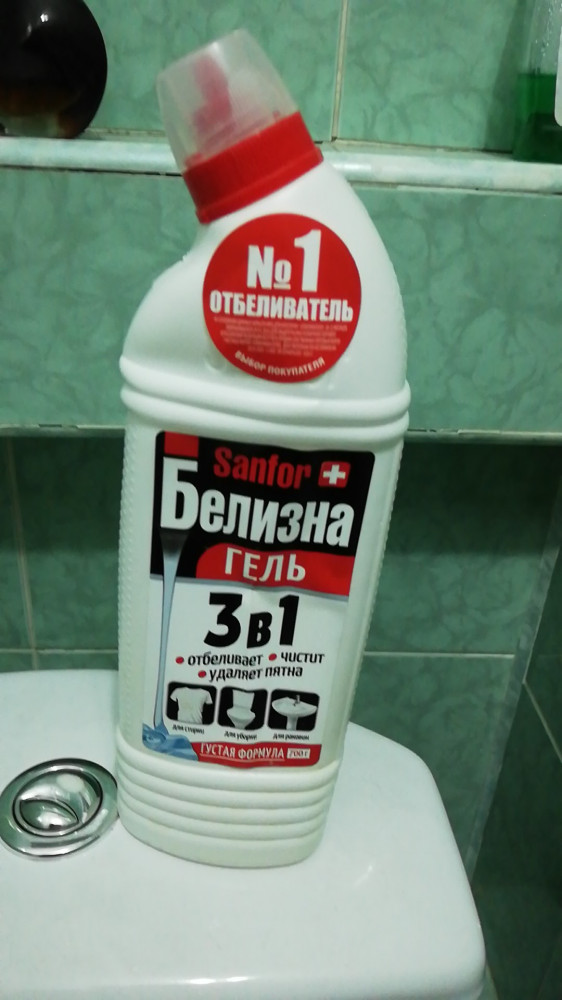 №1
ОТБЕЛИВАТЕЛЬ
ВЫБОР ПОКУПАТЕЛЯ
Sanfor
Белизна
ГЕЛЬ
3в1
• отбеливает • чистит
• удаляет пятна
для стирки для уборки для раковин
ГУСТАЯ ФОРМУЛА 700 г